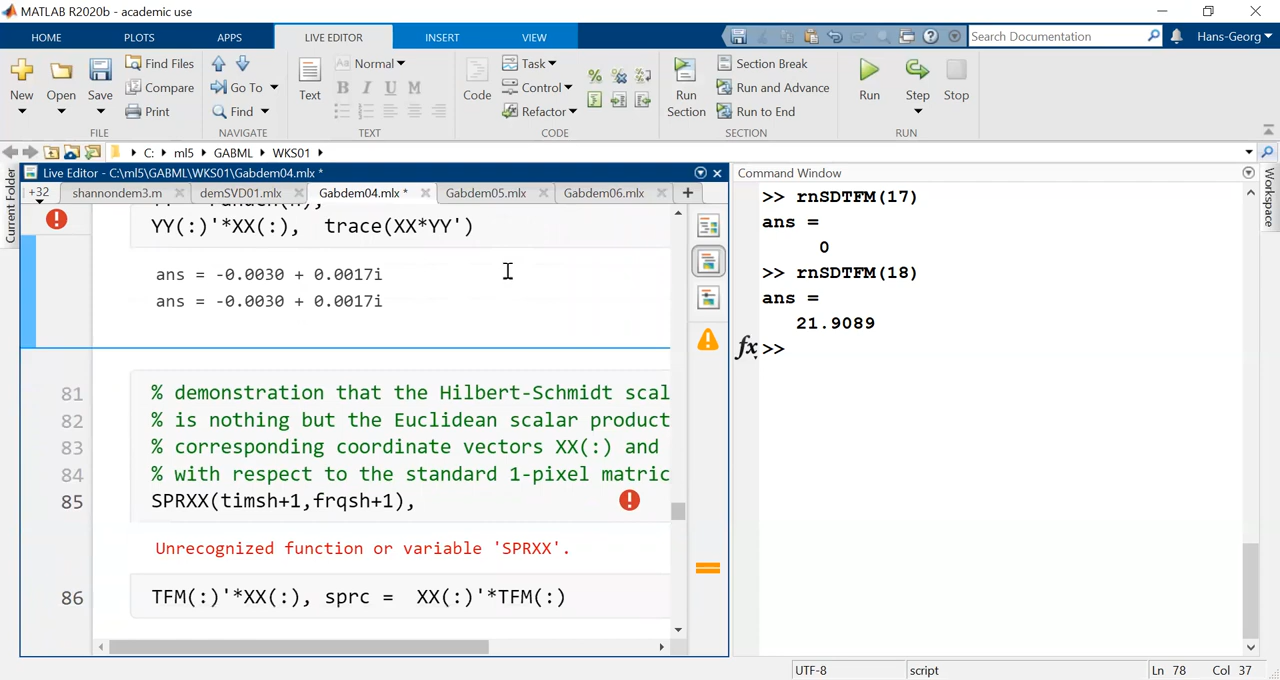 MATLAB R2020b - academic use
HOME PLOTS APPS LIVE EDITOR INSERT VIEW Search Documentation Hans-Georg
New Open Save Find Files Compare Print Go To Find Text Aa Normal B I U M Code Task Control Refactor Run Section Section Break Run and Advance Run to End Run Step Stop
FILE NAVIGATE TEXT CODE SECTION RUN
C: ml5 GABML WKS01
Current Folder
Live Editor - C:\ml5\GABML\WKS01\Gabdem04.mlx *
+32 shannondem3.m demSVD01.mlx Gabdem04.mlx * Gabdem05.mlx Gabdem06.mlx
YY(:)'*XX(:), trace(XX*YY')
ans = -0.0030 + 0.0017i
ans = -0.0030 + 0.0017i
81 % demonstration that the Hilbert-Schmidt scal
82 % is nothing but the Euclidean scalar product
83 % corresponding coordinate vectors XX(:) and
84 % with respect to the standard 1-pixel matric
85 SPRXX(timsh+1,frqsh+1),
Unrecognized function or variable 'SPRXX'.
86 TFM(:)'*XX(:), sprc = XX(:)'*TFM(:)
Command Window
>> rnSDTFM(17)
ans =
0
>> rnSDTFM(18)
ans =
21.9089
fx >>
Workspace
UTF-8 script Ln 78 Col 37